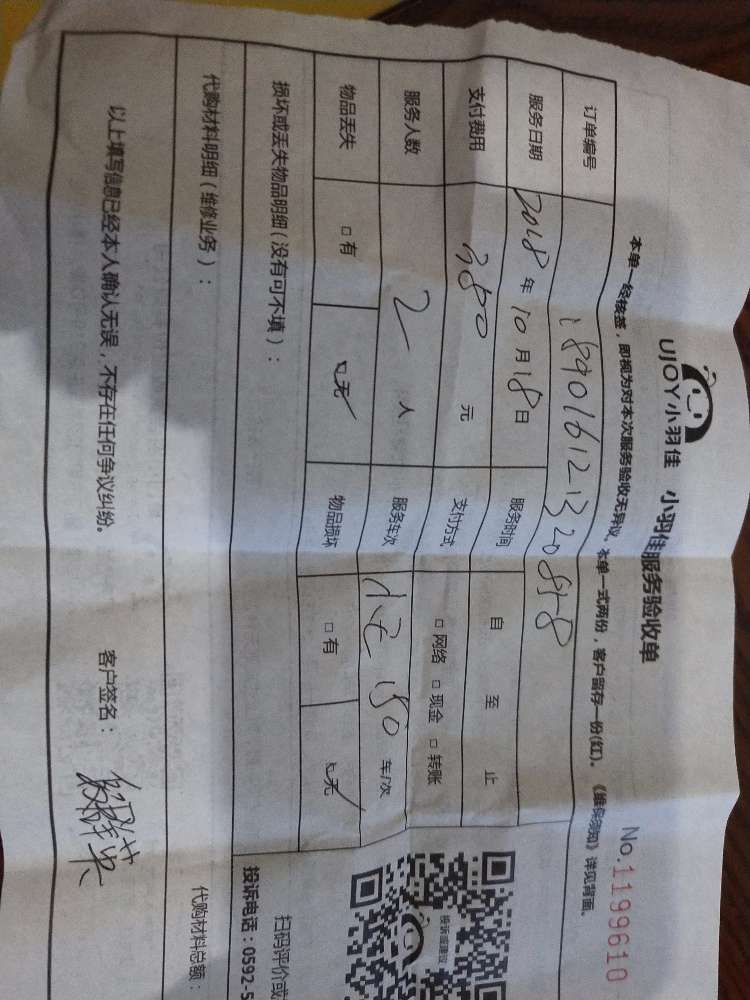 UJOY小羽佳 小羽佳服务验收单
No.1199610
本单一经核签，即视为对本次服务验收无异议。本单一式两份，客户留存一份(红)。《维保须知》详见背面。
订单编号
服务日期 2018 年 10 月 18 日 服务时间 自 至 止
支付费用 380 元 支付方式 □ 网络 □ 现金 □ 转账
服务人数 2 人 服务车次 150 车/次
物品丢失 □ 有 □ 无 物品损坏 □ 有 □ 无
损坏或丢失物品明细（没有可不填）：
代购材料明细（维修业务）：
代购材料总额：
以上填写信息已经本人确认无误，不存在任何争议纠纷。 客户签名：
投诉或建议
扫码评价或
投诉电话：0592-5